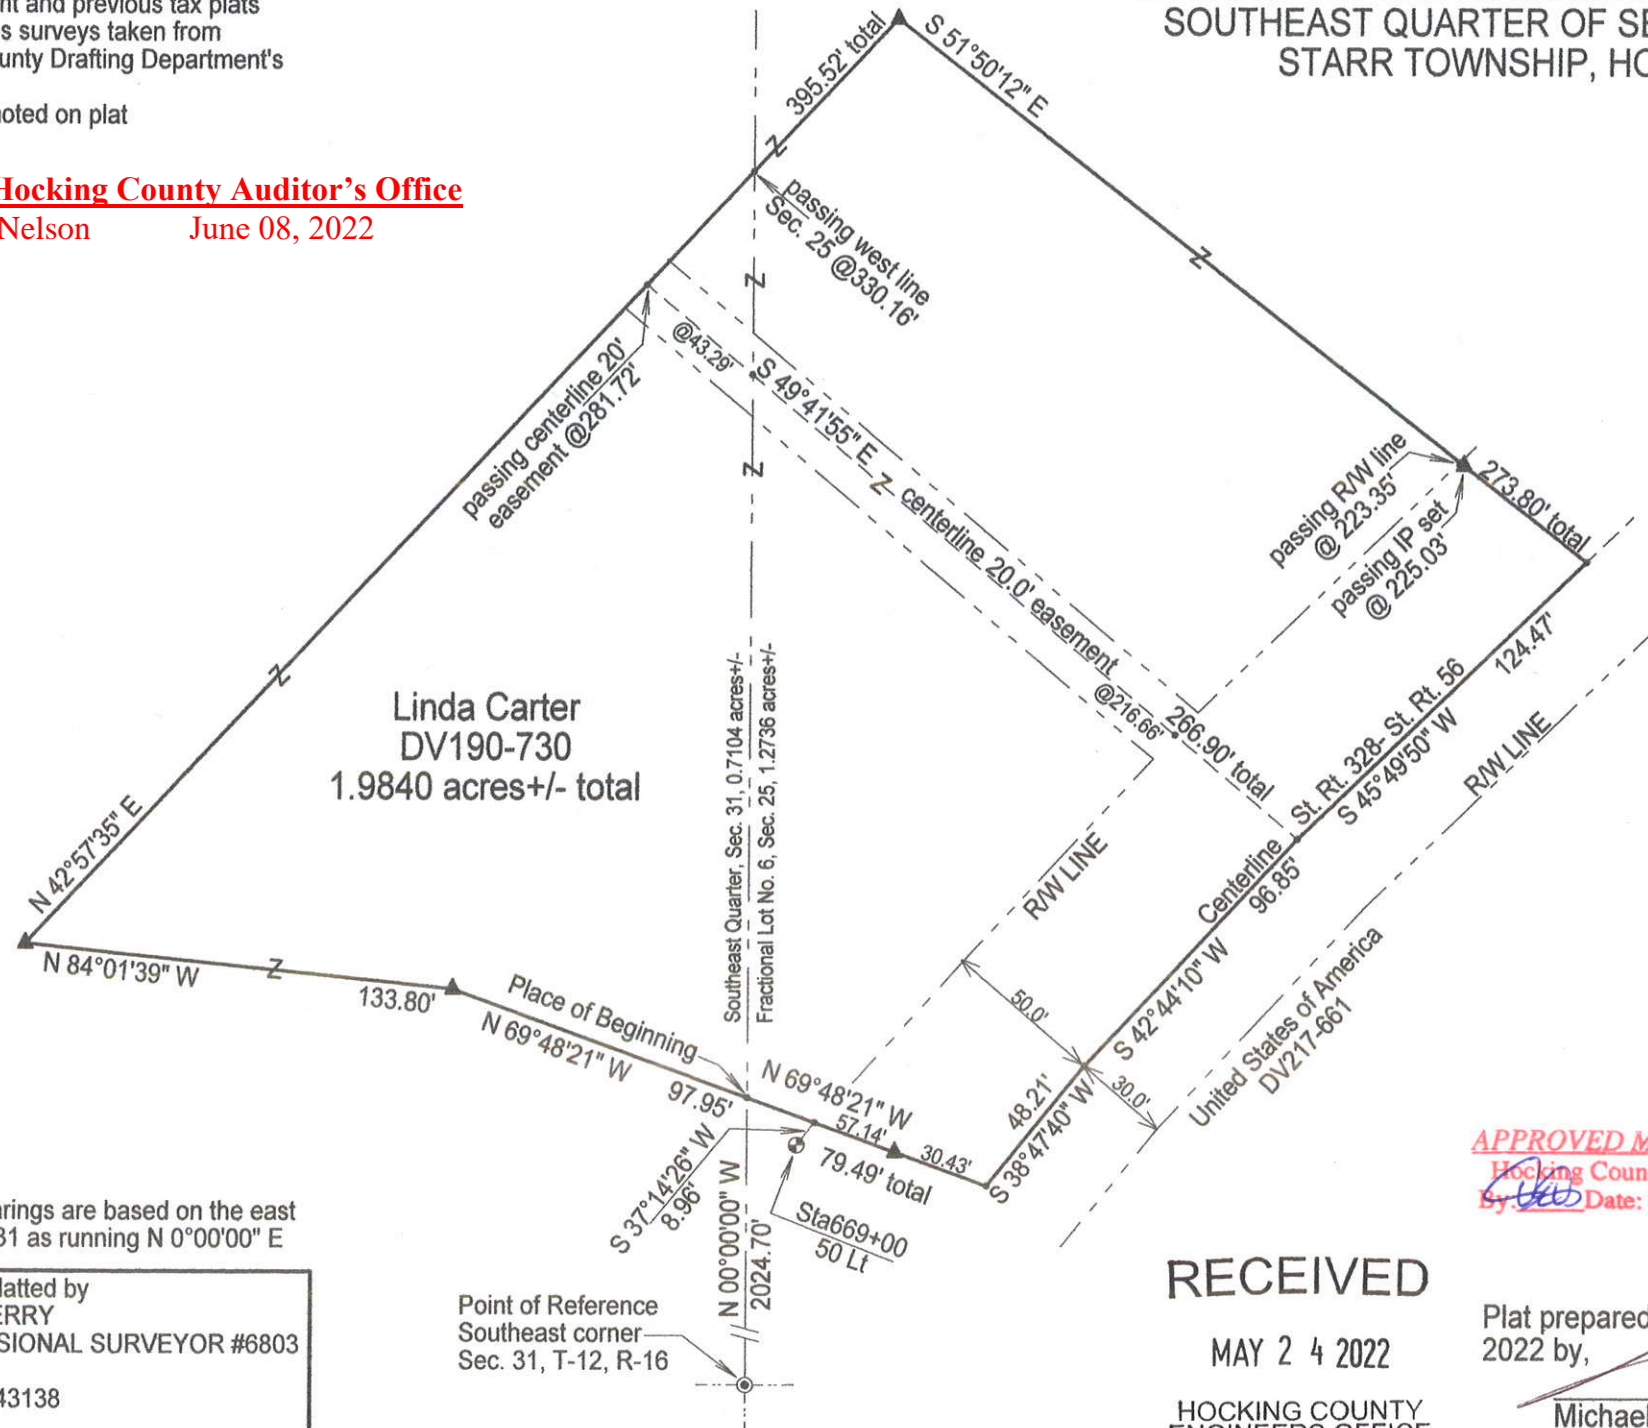 nt and previous tax plats
s surveys taken from
unty Drafting Department's
noted on plat
Hocking County Auditor's Office
Nelson June 08, 2022
SOUTHEAST QUARTER OF SE
STARR TOWNSHIP, HO
395.52' total
S 51°50'12" E
Z
passing west line
Sec. 25 @330.16'
Z
Z
@43.29'
passing centerline 20'
easement @281.72'
S 49°41'55" E Z centerline 20.0' easement
Z
passing R/W line
@ 223.35'
273.80' total
passing IP set
@ 225.03'
@216.66'
266.90' total
124.47'
St. Rt. 328- St. Rt. 56
S 45°49'50" W
R/W LINE
Z
Linda Carter
DV190-730
1.9840 acres+/- total
Southeast Quarter, Sec. 31, 0.7104 acres+/-
Fractional Lot No. 6, Sec. 25, 1.2736 acres+/-
N 42°57'35" E
R/W LINE
Centerline
96.85'
N 84°01'39" W
Z
133.80'
Place of Beginning
N 69°48'21" W
97.95'
50.0'
S 42°44'10" W
United States of America
DV217-661
N 69°48'21" W
57.14'
30.43'
79.49' total
48.21'
S 38°47'40" W
30.0'
S 37°14'26" W
8.96'
Sta669+00
50 Lt
N 00°00'00" W
2024.70'
APPROVED M
Hocking Coun
By: Date:
arings are based on the east
31 as running N 0°00'00" E
latted by
ERRY
SIONAL SURVEYOR #6803
43138
Point of Reference
Southeast corner
Sec. 31, T-12, R-16
RECEIVED
MAY 2 4 2022
HOCKING COUNTY
ENGINEERS OFFICE
Plat prepared
2022 by,
Michael